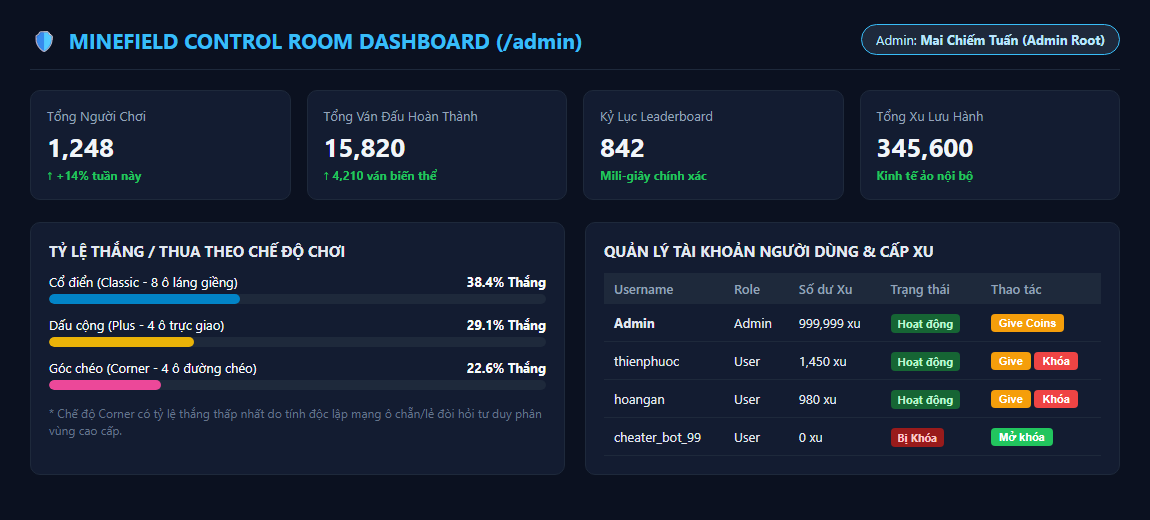 MINEFIELD CONTROL ROOM DASHBOARD (/admin)
Admin: Mai Chiếm Tuấn (Admin Root)
Tổng Người Chơi
1,248
↑ +14% tuần này
Tổng Ván Đấu Hoàn Thành
15,820
↑ 4,210 ván biến thể
Kỷ Lục Leaderboard
842
Mili-giây chính xác
Tổng Xu Lưu Hành
345,600
Kinh tế ảo nội bộ
TỶ LỆ THẮNG / THUA THEO CHẾ ĐỘ CHƠI
Cổ điển (Classic - 8 ô láng giềng) 38.4% Thắng
Dấu cộng (Plus - 4 ô trực giao) 29.1% Thắng
Góc chéo (Corner - 4 ô đường chéo) 22.6% Thắng
* Chế độ Corner có tỷ lệ thắng thấp nhất do tính độc lập mạng ô chẵn/lẻ đòi hỏi tư duy phân
vùng cao cấp.
QUẢN LÝ TÀI KHOẢN NGƯỜI DÙNG & CẤP XU
Username Role Số dư Xu Trạng thái Thao tác
Admin Admin 999,999 xu Hoạt động Give Coins
thienphuoc User 1,450 xu Hoạt động Give Khóa
hoangan User 980 xu Hoạt động Give Khóa
cheater_bot_99 User 0 xu Bị Khóa Mở khóa